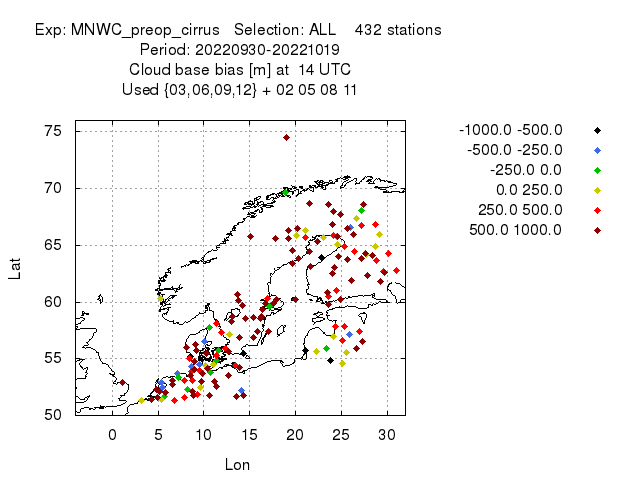 Exp: MNWC_preop_cirrus   Selection: ALL    432 stations
Period: 20220930-20221019
Cloud base bias [m] at  14 UTC
Used {03,06,09,12} + 02 05 08 11
-1000.0 -500.0
-500.0 -250.0
-250.0 0.0
0.0 250.0
250.0 500.0
500.0 1000.0
75
70
65
60
55
50
Lat
0 5 10 15 20 25 30
Lon